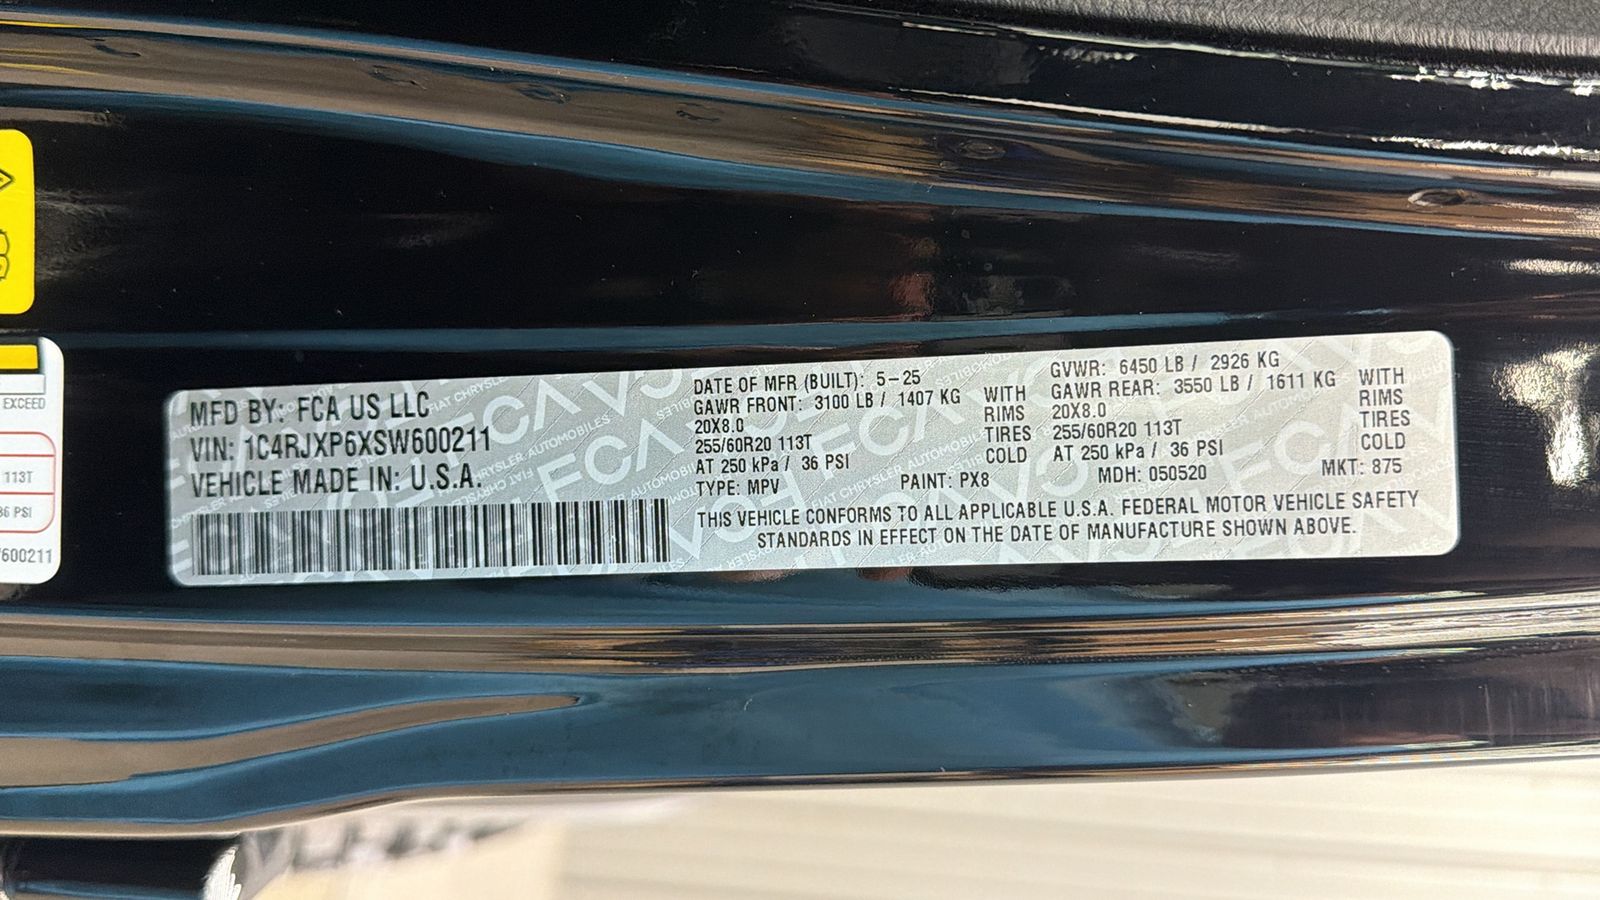 EXCEED
113T
36 PSI
600211
MFD BY: FCA US LLC
VIN: 1C4RJXP6XSW600211
VEHICLE MADE IN: U.S.A.
DATE OF MFR (BUILT): 5-25
GAWR FRONT: 3100 LB / 1407 KG WITH
20X8.0 RIMS
255/60R20 113T TIRES
AT 250 kPa / 36 PSI COLD
GVWR: 6450 LB / 2926 KG
GAWR REAR: 3550 LB / 1611 KG WITH
20X8.0 RIMS
255/60R20 113T TIRES
AT 250 kPa / 36 PSI COLD
TYPE: MPV PAINT: PX8 MDH: 050520 MKT: 875
THIS VEHICLE CONFORMS TO ALL APPLICABLE U.S.A. FEDERAL MOTOR VEHICLE SAFETY
STANDARDS IN EFFECT ON THE DATE OF MANUFACTURE SHOWN ABOVE.